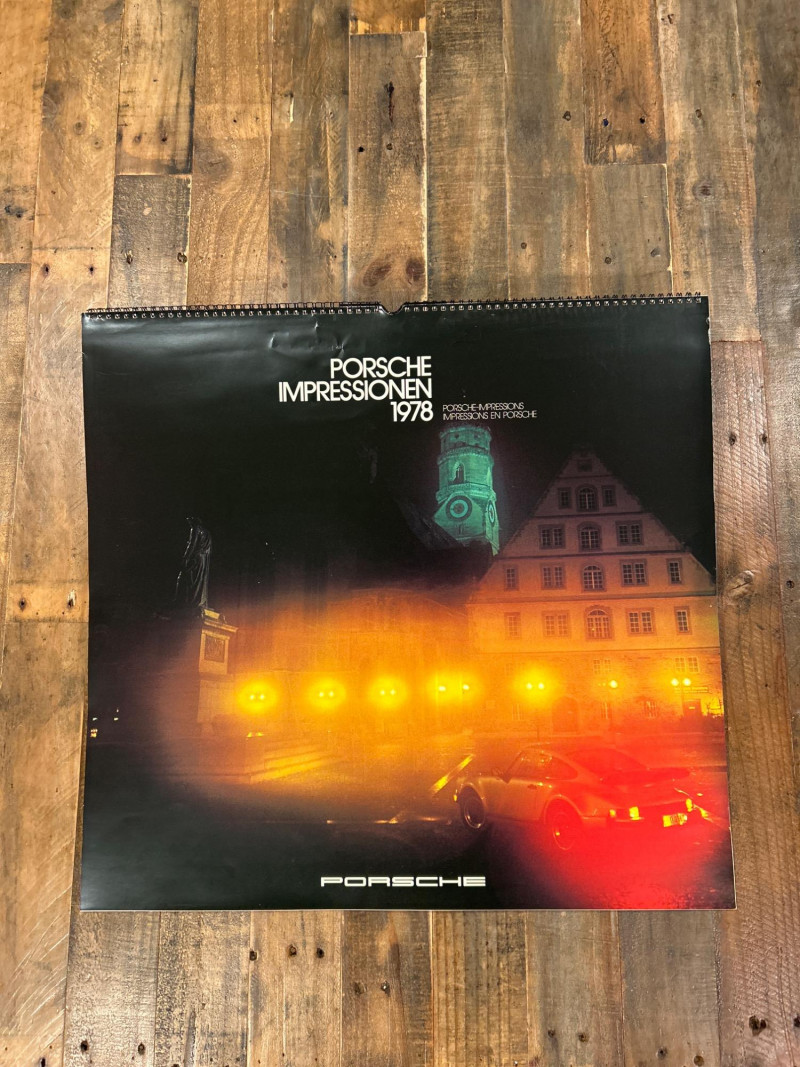 PORSCHE
IMPRESSIONEN
1978
PORSCHE-IMPRESSIONS
IMPRESSIONS EN PORSCHE
PORSCHE